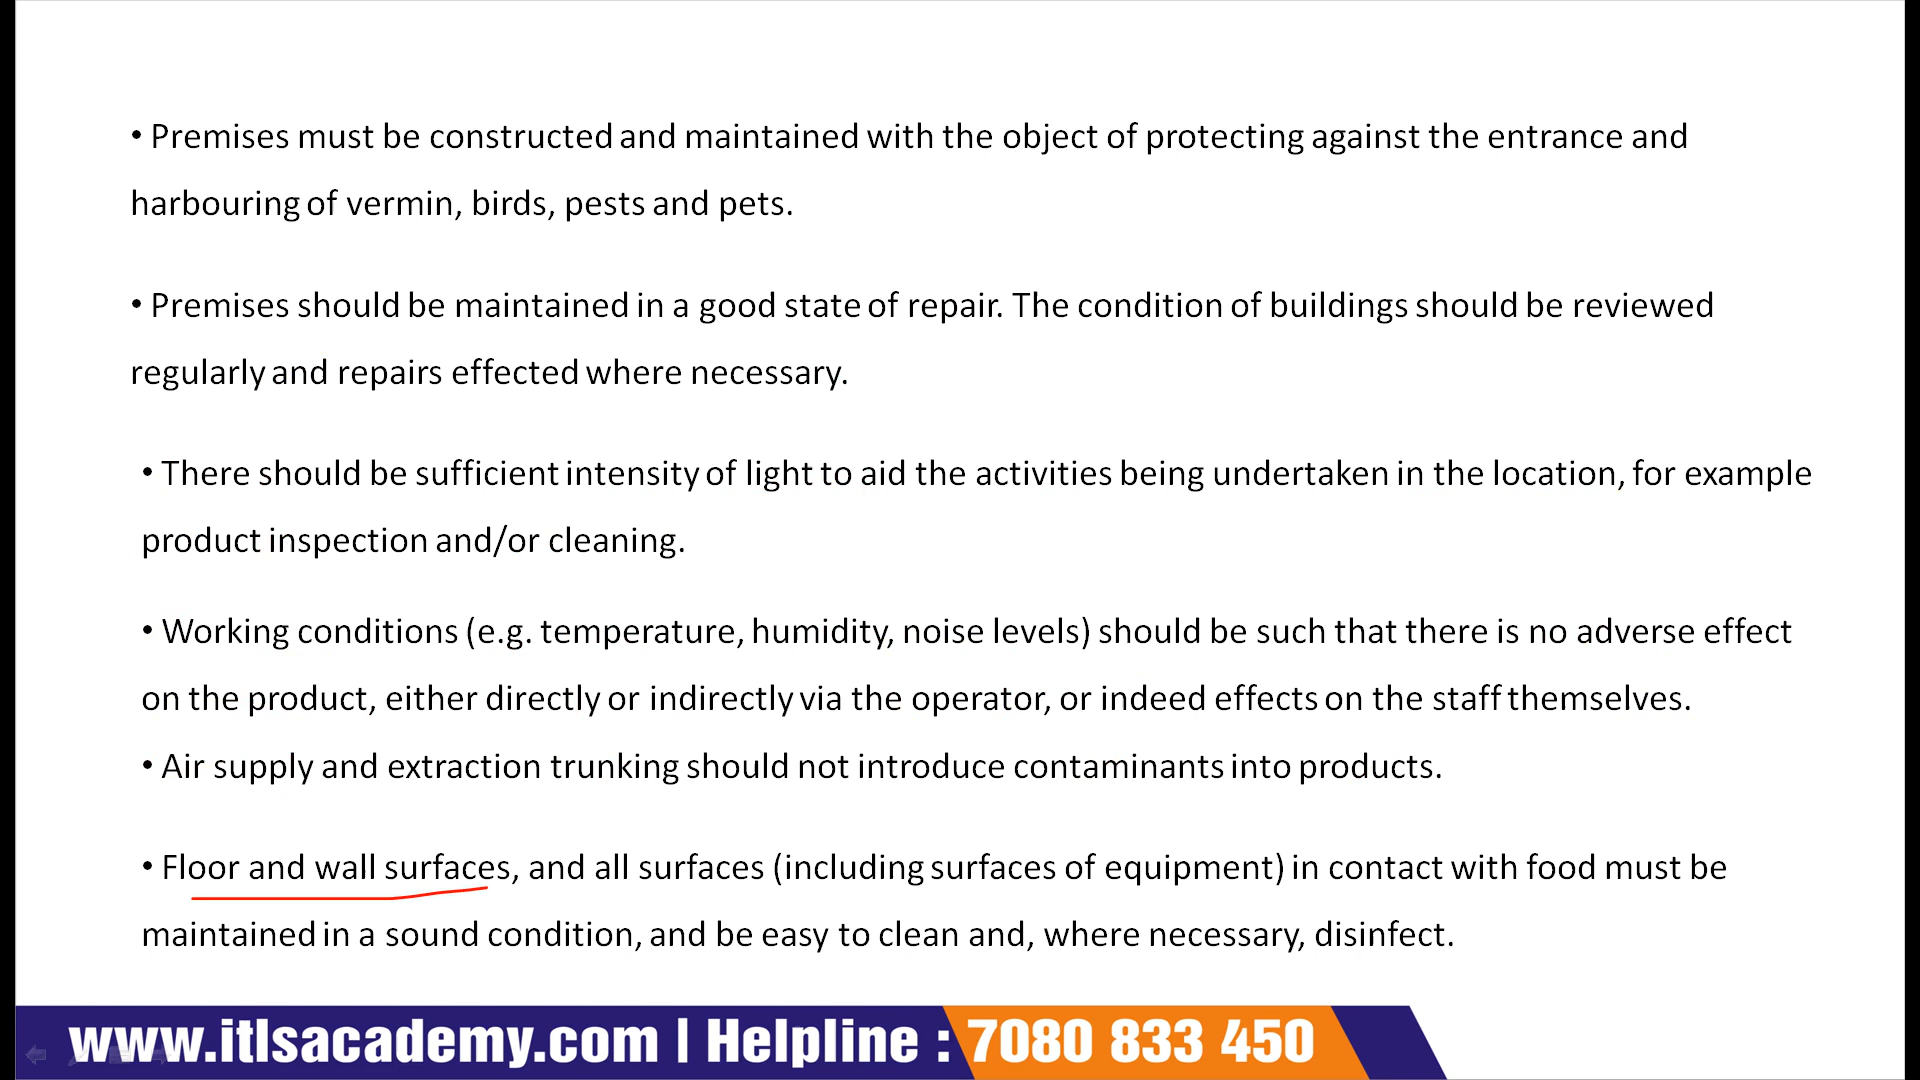 • Premises must be constructed and maintained with the object of protecting against the entrance and
harbouring of vermin, birds, pests and pets.
• Premises should be maintained in a good state of repair. The condition of buildings should be reviewed
regularly and repairs effected where necessary.
• There should be sufficient intensity of light to aid the activities being undertaken in the location, for example
product inspection and/or cleaning.
• Working conditions (e.g. temperature, humidity, noise levels) should be such that there is no adverse effect
on the product, either directly or indirectly via the operator, or indeed effects on the staff themselves.
• Air supply and extraction trunking should not introduce contaminants into products.
• Floor and wall surfaces, and all surfaces (including surfaces of equipment) in contact with food must be
maintained in a sound condition, and be easy to clean and, where necessary, disinfect.
www.itlsacademy.com | Helpline : 7080 833 450